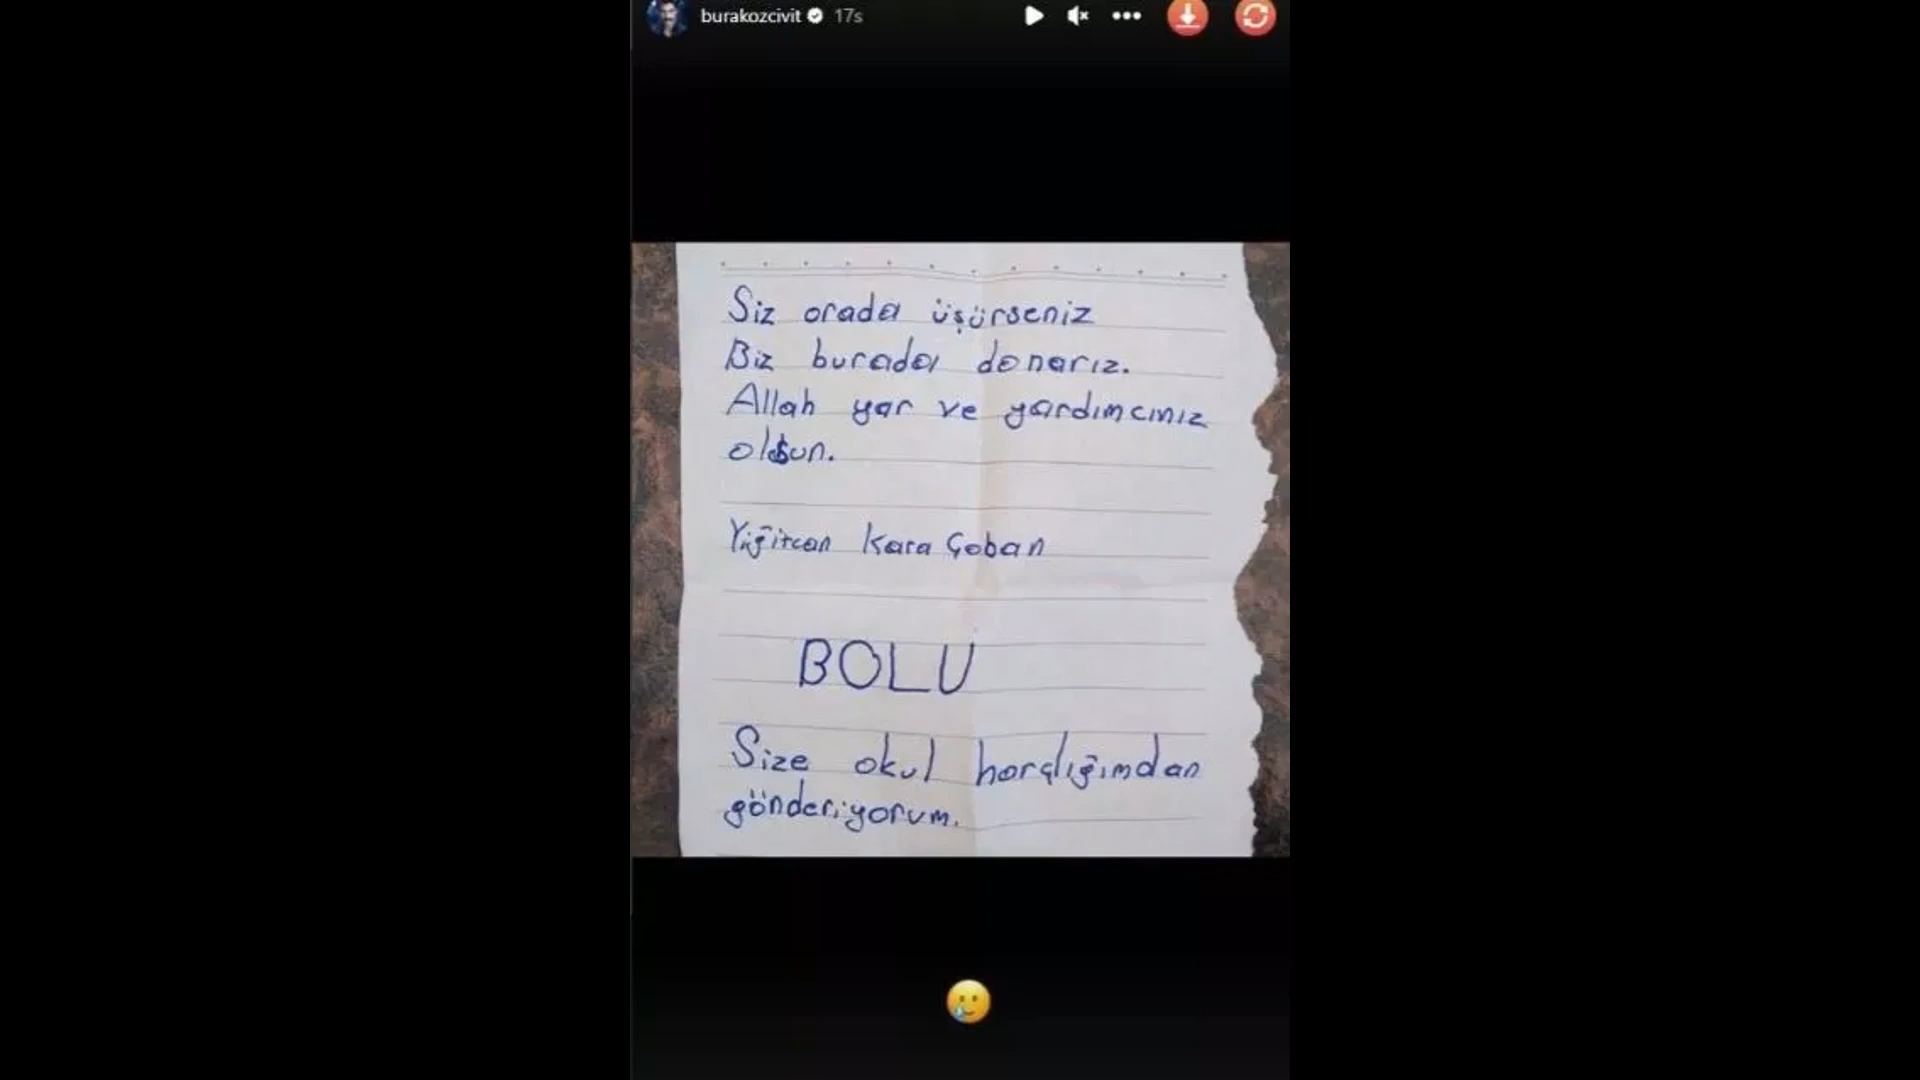 burakozcivit 17s
Siz orada üşürseniz
Biz burada donarız.
Allah yar ve yardımcınız
olsun.
Yiğitcan Kara Çoban
BOLU
Size okul harçlığımdan
gönderiyorum.